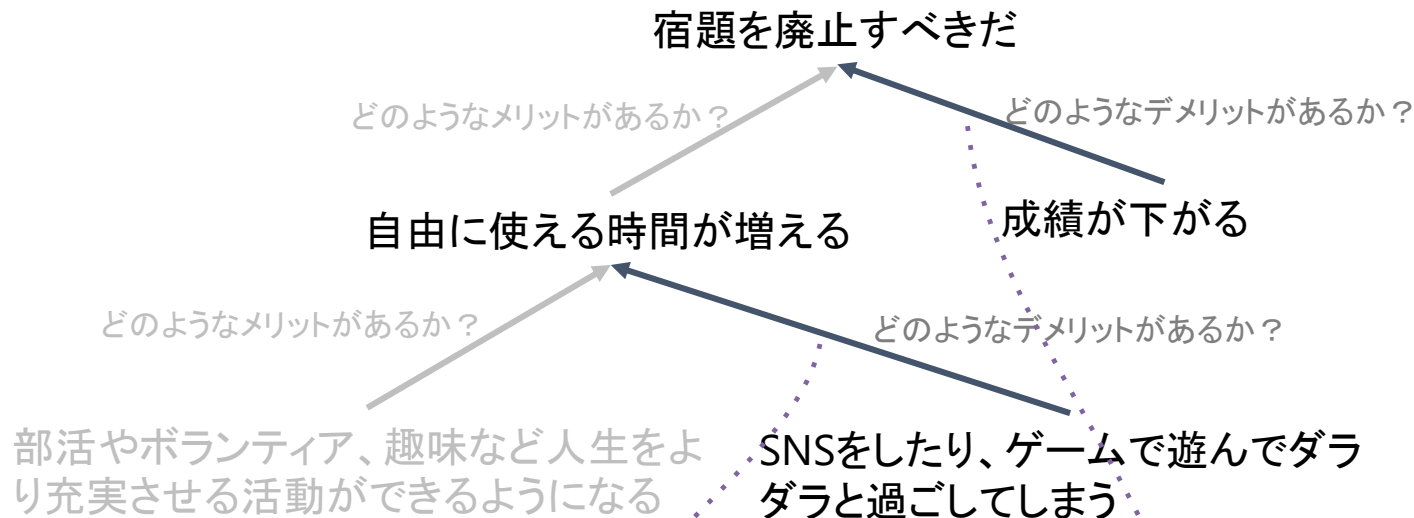 宿題を廃止すべきだ
どのようなメリットがあるか？
どのようなデメリットがあるか？
自由に使える時間が増える
成績が下がる
どのようなメリットがあるか？
どのようなデメリットがあるか？
部活やボランティア、趣味など人生をよ
り充実させる活動ができるようになる
SNSをしたり、ゲームで遊んでダラ
ダラと過ごしてしまう